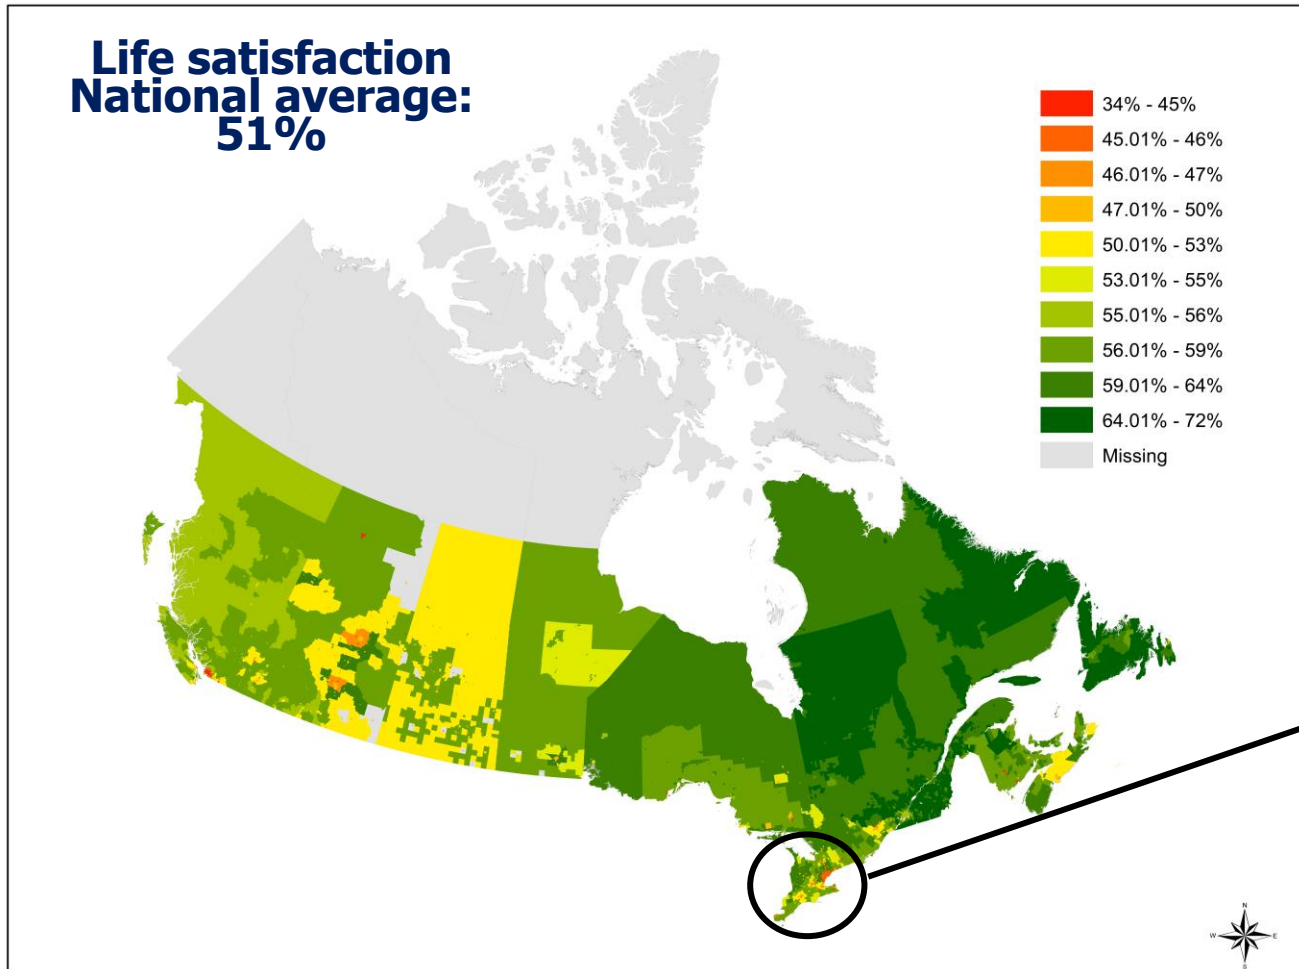 Life satisfaction
National average:
51%
34% - 45%
45.01% - 46%
46.01% - 47%
47.01% - 50%
50.01% - 53%
53.01% - 55%
55.01% - 56%
56.01% - 59%
59.01% - 64%
64.01% - 72%
Missing
N
W E
S